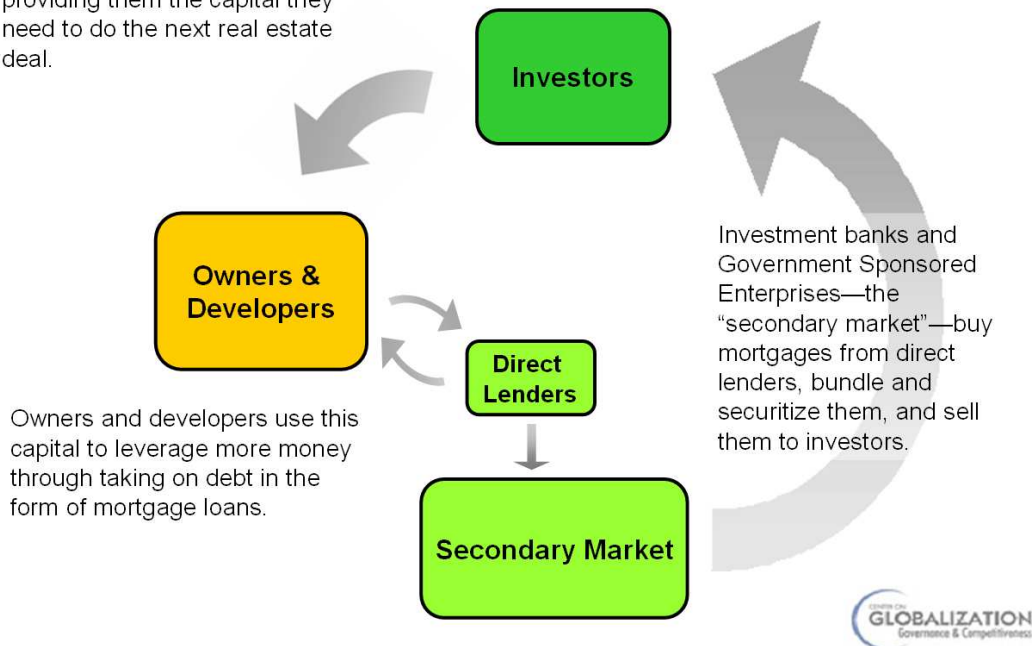 providing them the capital they
need to do the next real estate
deal.
Investors
Owners &
Developers
Direct
Lenders
Investment banks and
Government Sponsored
Enterprises—the
“secondary market”—buy
mortgages from direct
lenders, bundle and
securitize them, and sell
them to investors.
Owners and developers use this
capital to leverage more money
through taking on debt in the
form of mortgage loans.
Secondary Market
CENTER ON
GLOBALIZATION
Governance & Competitiveness